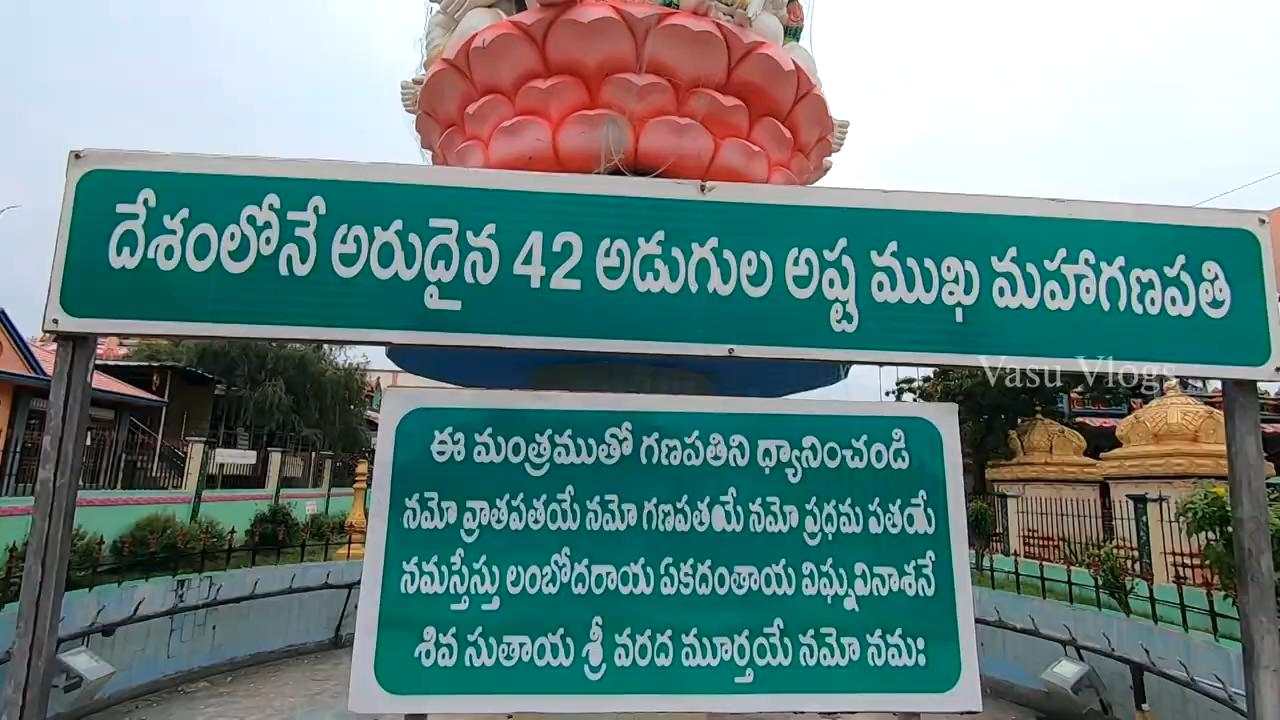 దేశంలోనే అరుదైన 42 అడుగుల అష్ట ముఖ మహాగణపతి
Vasu Vlogs
ఈ మంత్రముతో గణపతిని ధ్యానించండి
నమో వ్రాతపతయే నమో గణపతయే నమో ప్రధమ పతయే
నమస్తేస్తు లంబోదరాయ ఏకదంతాయ విఘ్నవినాశనే
శివ సుతాయ శ్రీ వరద మూర్తయే నమో నమః